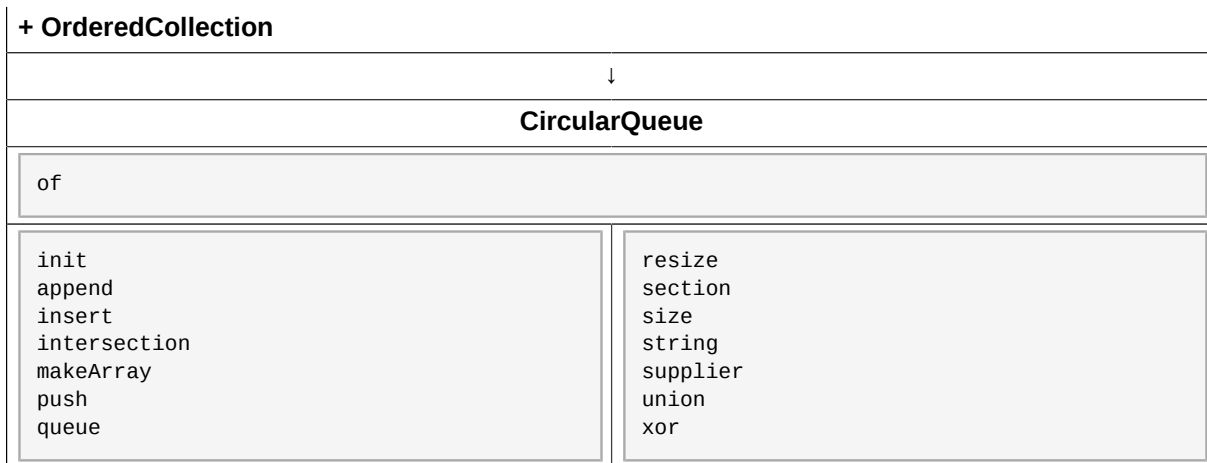 + OrderedCollection
↓
CircularQueue
of
init
append
insert
intersection
makeArray
push
queue
resize
section
size
string
supplier
union
xor